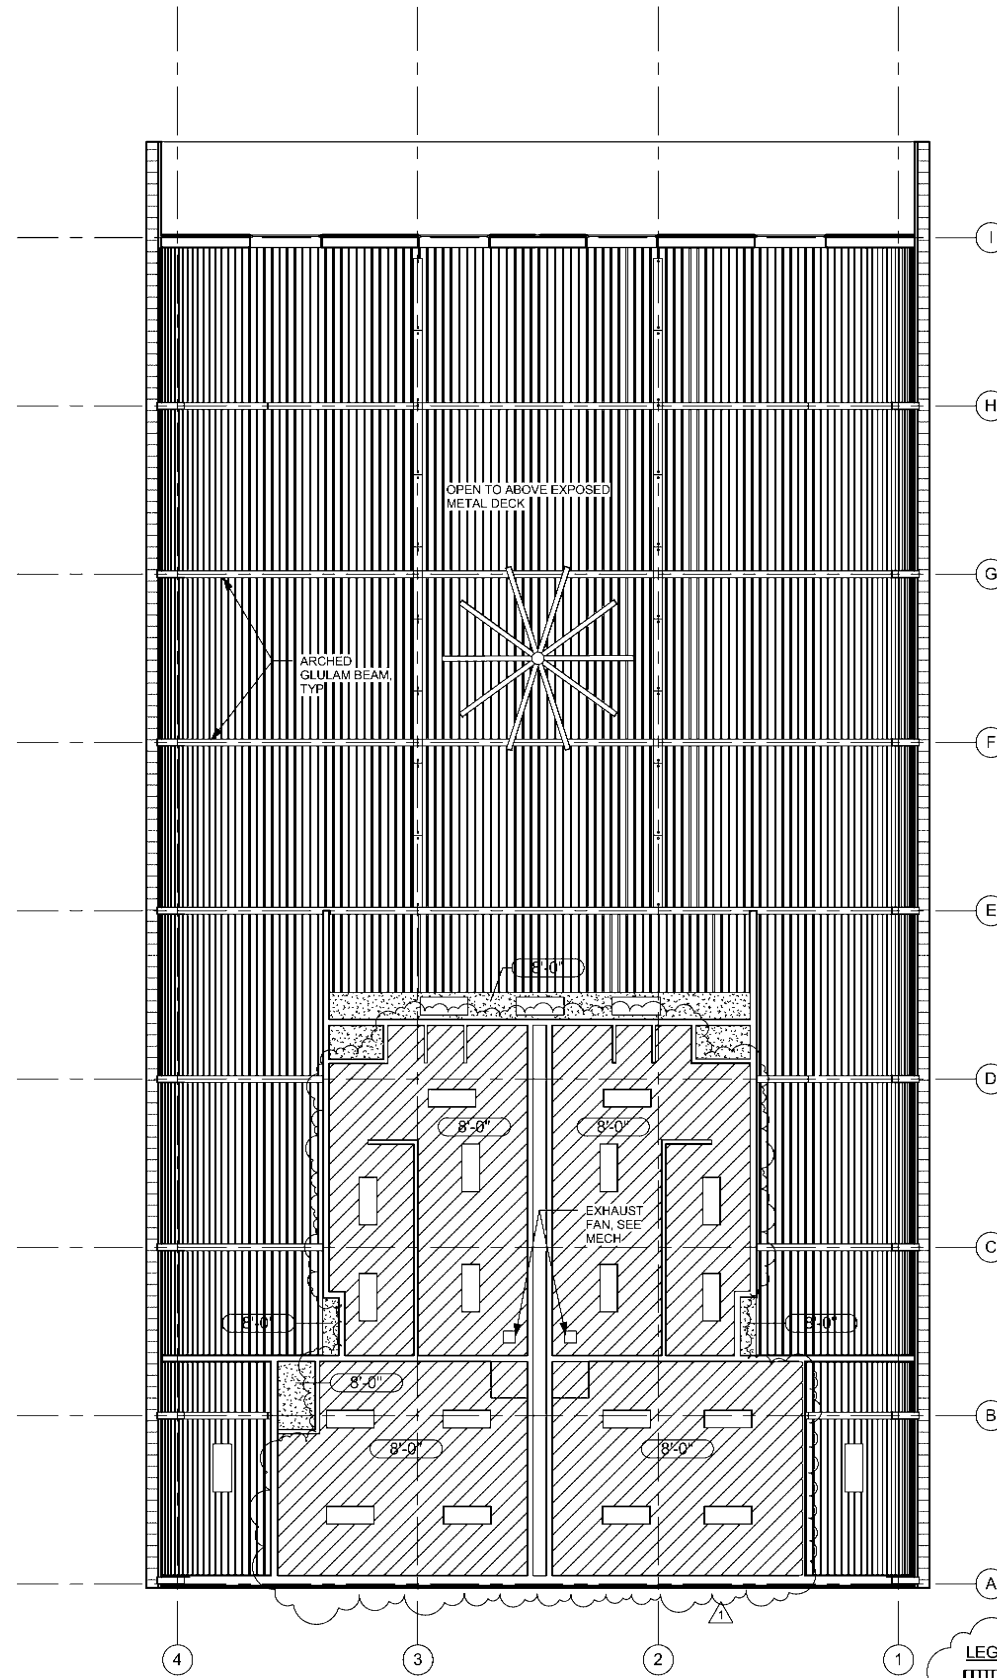 I
H
OPEN TO ABOVE EXPOSED
METAL DECK
G
ARCHED
GLULAM BEAM,
TYP
F
E
8'-0"
D
8'-0"
8'-0"
EXHAUST
FAN, SEE
MECH
C
8'-0"
8'-0"
8'-0"
B
8'-0"
8'-0"
A
1
4
3
2
1
LEG